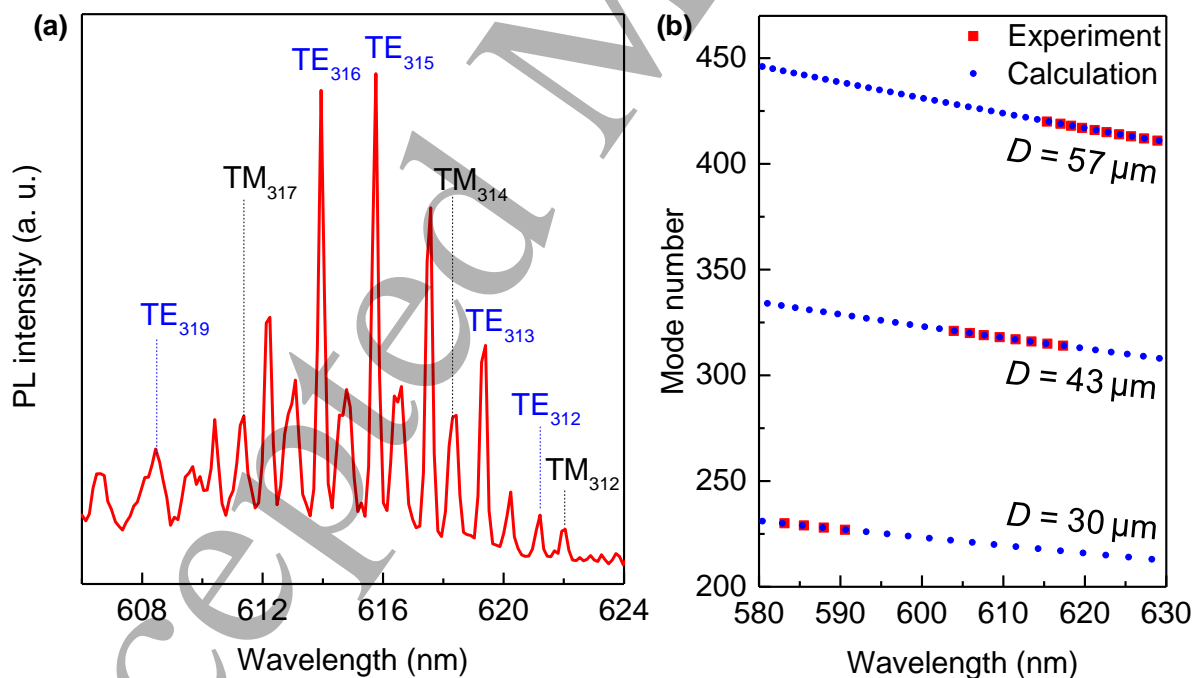 (a)
TE316
TE315
TM317
TM314
TE319
TE313
TE312
TM312
PL intensity (a. u.)
608 612 616 620 624
Wavelength (nm)
(b)
Experiment
Calculation
450
400
350
300
250
200
Mode number
D = 57 µm
D = 43 µm
D = 30 µm
580 590 600 610 620 630
Wavelength (nm)
cepted M